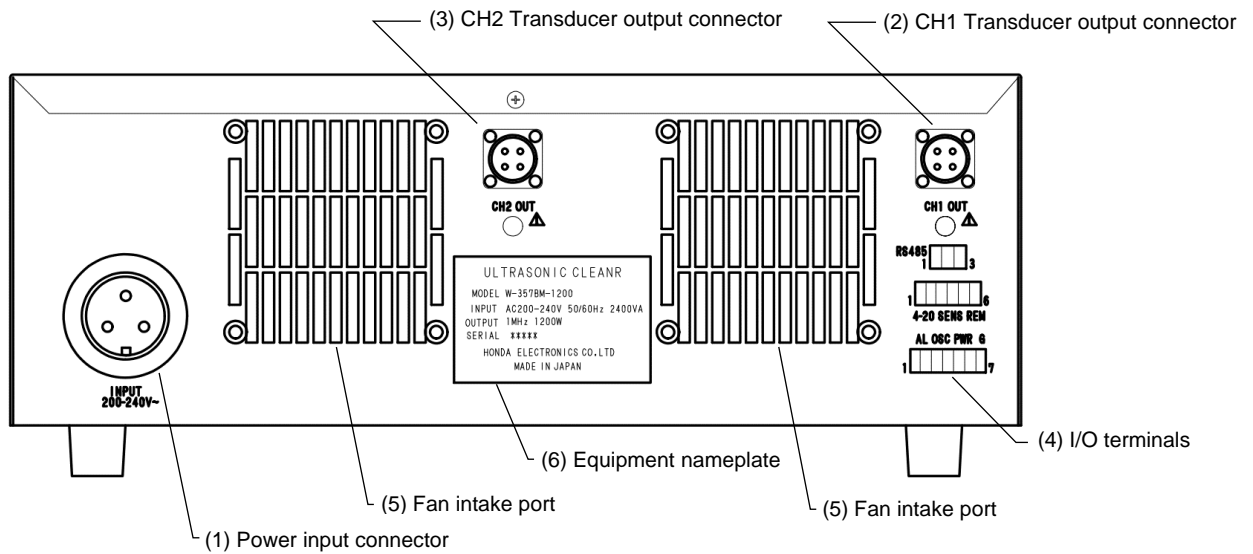 (3) CH2 Transducer output connector
(2) CH1 Transducer output connector
CH2 OUT
CH1 OUT
RS485
1 3
1 6
4-20 SENS REM
AL OSC PWR G
1 7
ULTRASONIC CLEANR
MODEL W-357BM-1200
INPUT AC200-240V 50/60Hz 2400VA
OUTPUT 1MHz 1200W
SERIAL *****
HONDA ELECTRONICS CO.LTD
MADE IN JAPAN
INPUT
200-240V~
(4) I/O terminals
(6) Equipment nameplate
(5) Fan intake port
(5) Fan intake port
(1) Power input connector